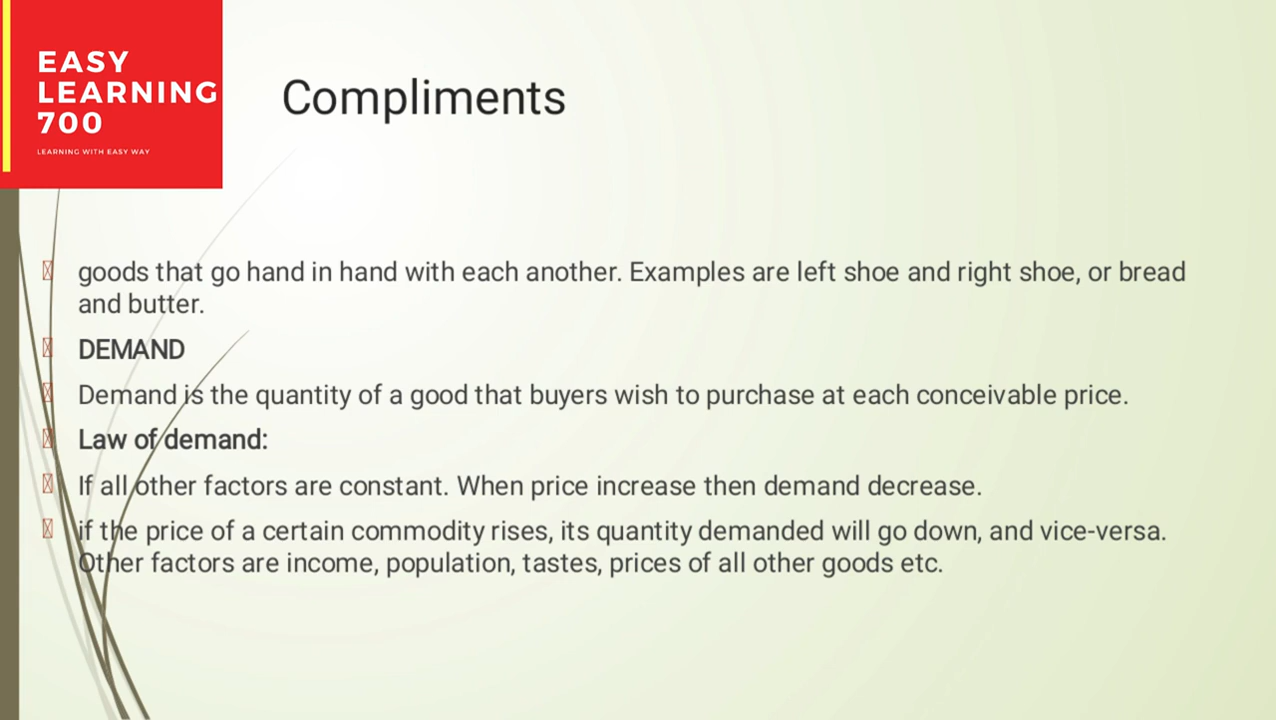 EASY
LEARNING
700
LEARNING WITH EASY WAY
Compliments
goods that go hand in hand with each another. Examples are left shoe and right shoe, or bread
and butter.
DEMAND
Demand is the quantity of a good that buyers wish to purchase at each conceivable price.
Law of demand:
If all other factors are constant. When price increase then demand decrease.
if the price of a certain commodity rises, its quantity demanded will go down, and vice-versa.
Other factors are income, population, tastes, prices of all other goods etc.